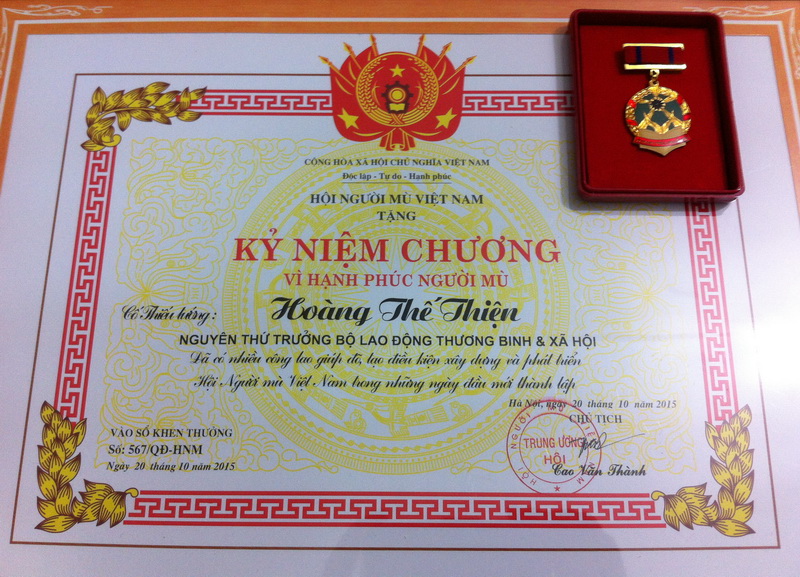 CỘNG HÒA XÃ HỘI CHỦ NGHĨA VIỆT NAM
Độc lập - Tự do - Hạnh phúc
HỘI NGƯỜI MÙ VIỆT NAM
TẶNG
KỶ NIỆM CHƯƠNG
VÌ HẠNH PHÚC NGƯỜI MÙ
Cố Thiếu tướng: Hoàng Thế Thiện
NGUYÊN THỨ TRƯỞNG BỘ LAO ĐỘNG THƯƠNG BINH & XÃ HỘI
Đã có nhiều công lao giúp đỡ, tạo điều kiện xây dựng và phát triển
Hội Người mù Việt Nam trong những ngày đầu mới thành lập
Hà Nội, ngày 20 tháng 10 năm 2015
CHỦ TỊCH
VÀO SỔ KHEN THƯỞNG
Số: 567/QĐ-HNM
Ngày 20 tháng 10 năm 2015
TRUNG ƯƠNG
HỘI
Cao Văn Thành